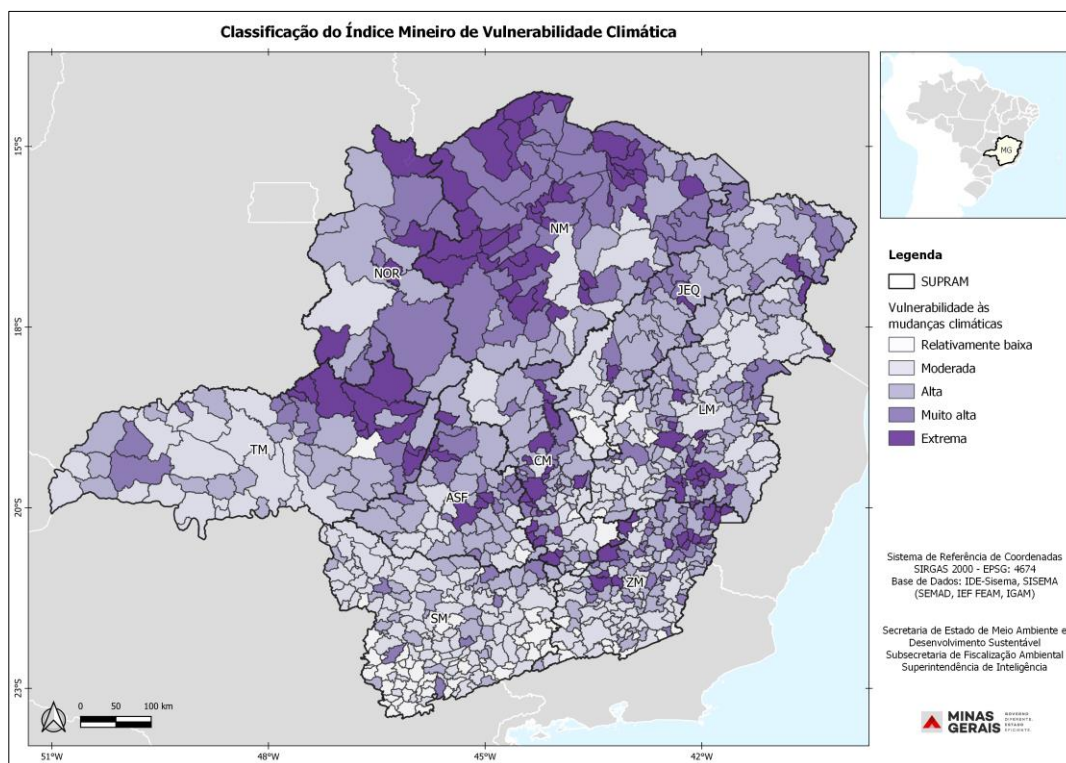 Classificação do Índice Mineiro de Vulnerabilidade Climática
15°S
18°S
20°S
23°S
51°W
48°W
45°W
42°W
NM
NOR
JEQ
LM
TM
CM
ASF
ZM
SM
0 50 100 km
MG
Legenda
SUPRAM
Vulnerabilidade às
mudanças climáticas
Relativamente baixa
Moderada
Alta
Muito alta
Extrema
Sistema de Referência de Coordenadas
SIRGAS 2000 - EPSG: 4674
Base de Dados: IDE-Sisema, SISEMA
(SEMAD, IEF FEAM, IGAM)
Secretaria de Estado de Meio Ambiente e
Desenvolvimento Sustentável
Subsecretaria de Fiscalização Ambiental
Superintendência de Inteligência
MINAS
GERAIS
GOVERNO
DIFERENTE.
ESTADO
EFICIENTE.